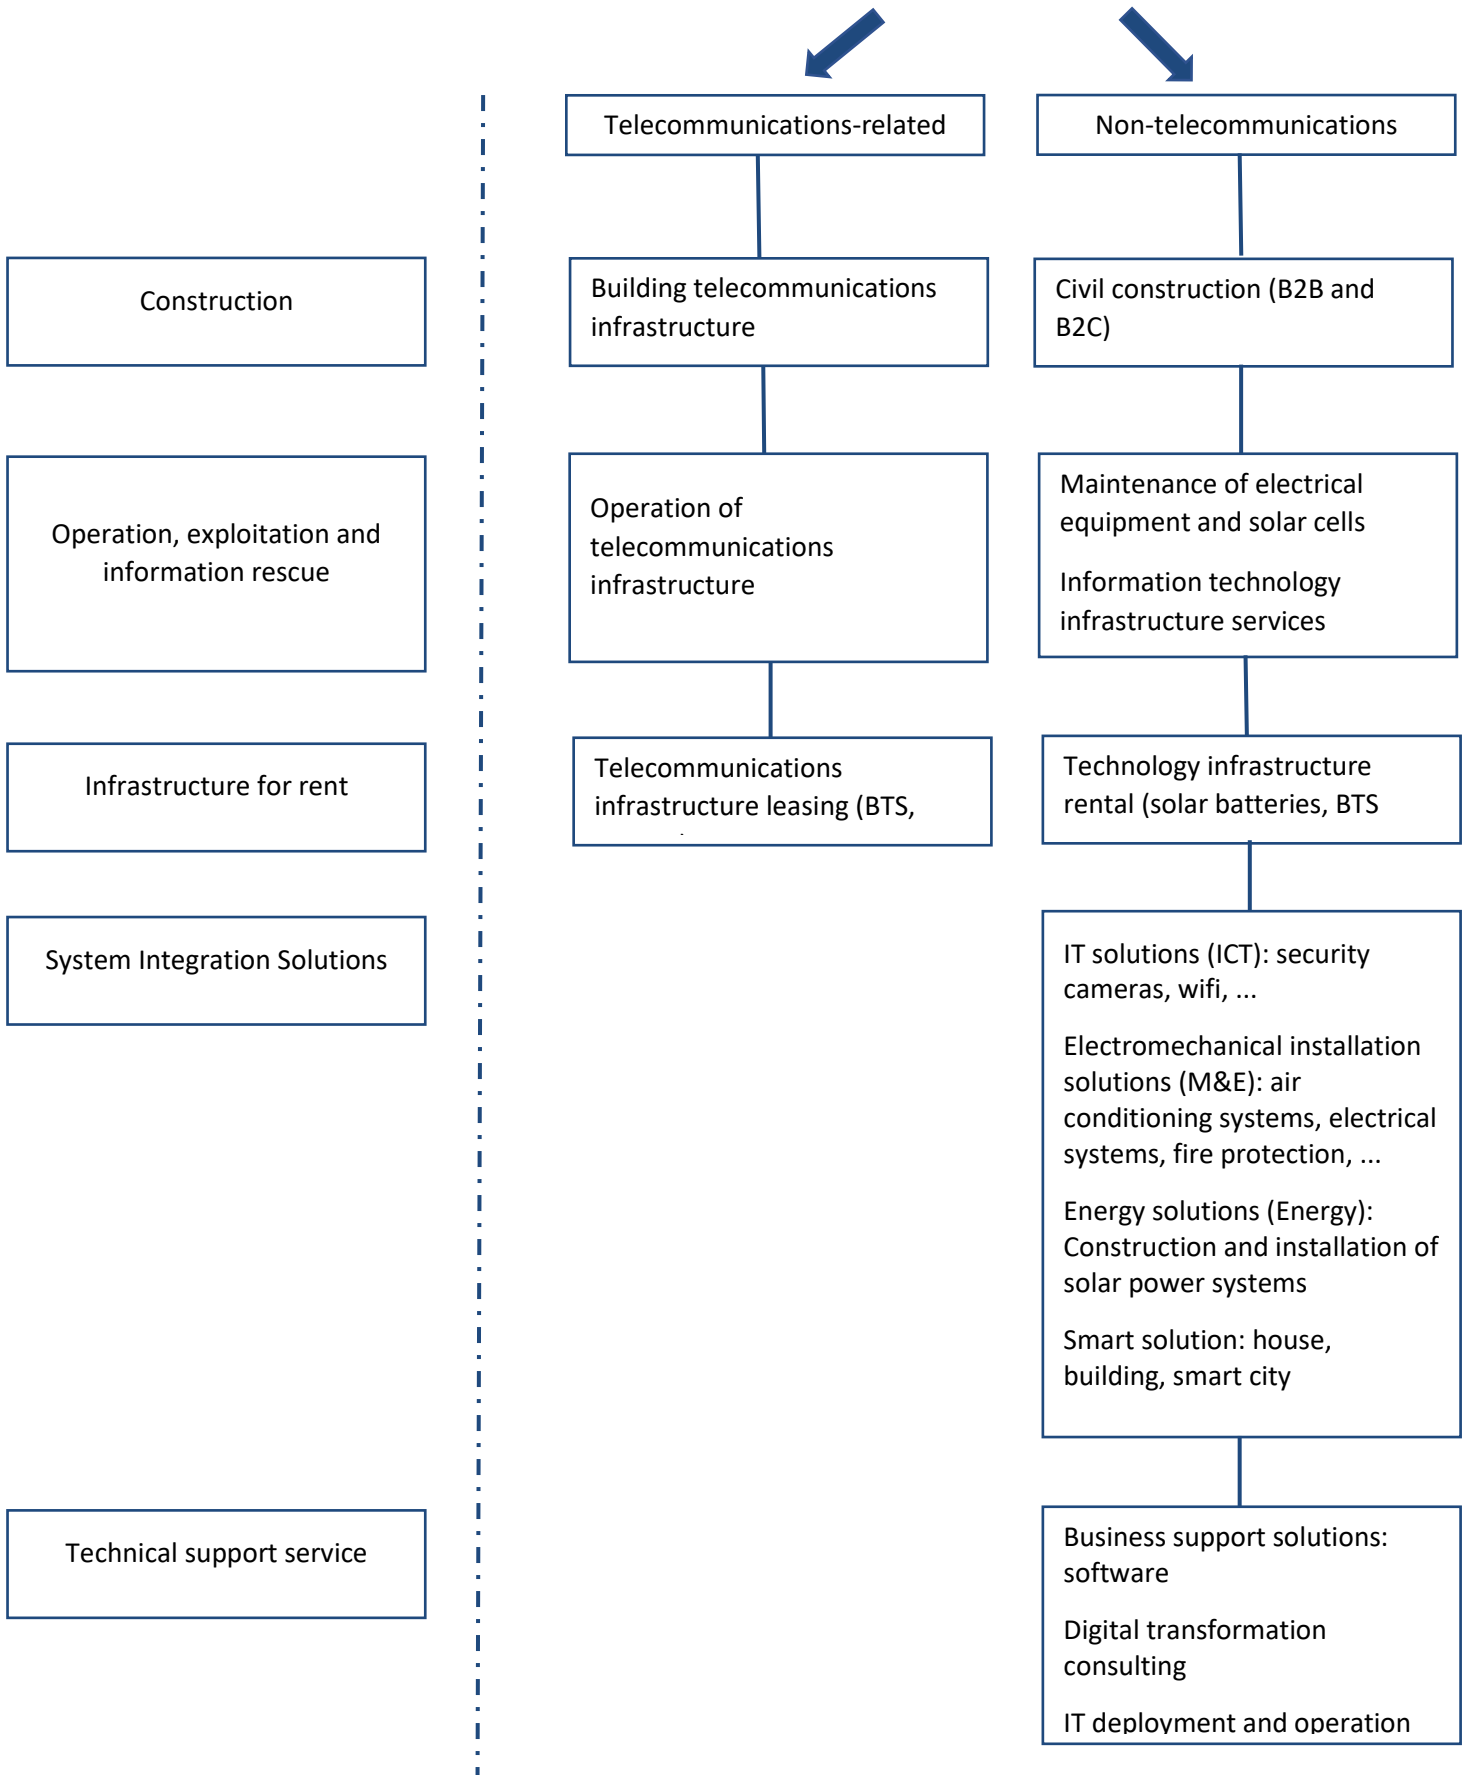 Telecommunications-related
Non-telecommunications
Construction
Building telecommunications
infrastructure
Civil construction (B2B and
B2C)
Operation, exploitation and
information rescue
Operation of
telecommunications
infrastructure
Maintenance of electrical
equipment and solar cells
Information technology
infrastructure services
Infrastructure for rent
Telecommunications
infrastructure leasing (BTS,
Technology infrastructure
rental (solar batteries, BTS
System Integration Solutions
IT solutions (ICT): security
cameras, wifi, ...
Electromechanical installation
solutions (M&E): air
conditioning systems, electrical
systems, fire protection, ...
Energy solutions (Energy):
Construction and installation of
solar power systems
Smart solution: house,
building, smart city
Technical support service
Business support solutions:
software
Digital transformation
consulting
IT deployment and operation